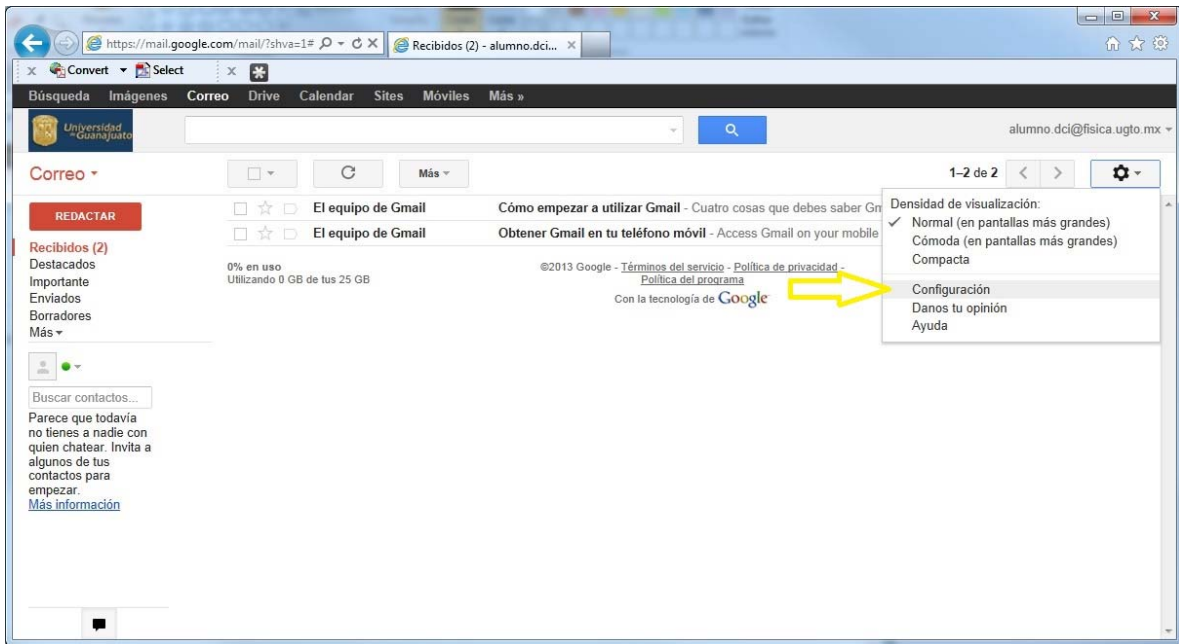 https://mail.google.com/mail/?shva=1#
Recibidos (2) - alumno.dci...
x Convert Select x
Búsqueda Imágenes Correo Drive Calendar Sites Móviles Más »
Universidad
de Guanajuato
alumno.dci@fisica.ugto.mx
Correo
Más
1–2 de 2
REDACTAR
El equipo de Gmail Cómo empezar a utilizar Gmail - Cuatro cosas que debes saber
El equipo de Gmail Obtener Gmail en tu teléfono móvil - Access Gmail on your mobile
Densidad de visualización:
Normal (en pantallas más grandes)
Cómoda (en pantallas más grandes)
Compacta
Configuración
Danos tu opinión
Ayuda
Recibidos (2)
Destacados
Importante
Enviados
Borradores
Más
0% en uso
Utilizando 0 GB de tus 25 GB
©2013 Google - Términos del servicio - Política de privacidad -
Política del programa
Con la tecnología de Google
Buscar contactos...
Parece que todavía
no tienes a nadie con
quien chatear. Invita a
algunos de tus
contactos para
empezar.
Más información